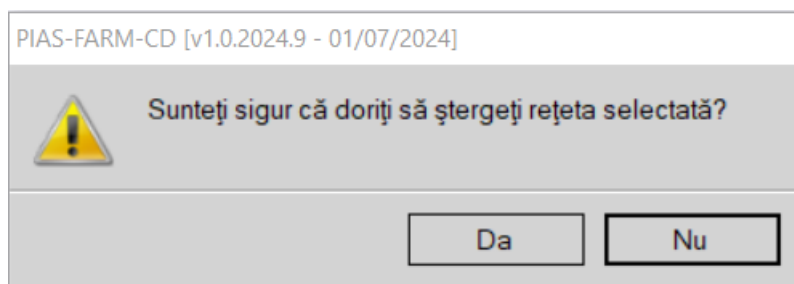 PIAS-FARM-CD [v1.0.2024.9 - 01/07/2024]
Sunteţi sigur că doriţi să ştergeţi reţeta selectată?
Da
Nu